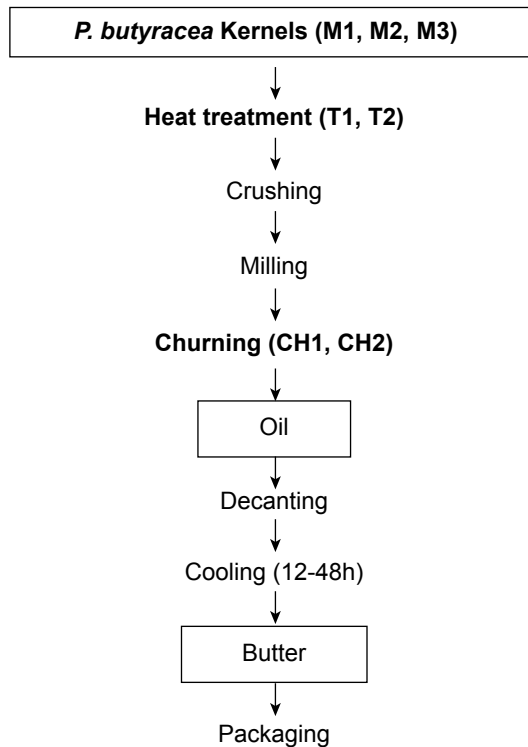 P. butyracea Kernels (M1, M2, M3)
Heat treatment (T1, T2)
Crushing
Milling
Churning (CH1, CH2)
Oil
Decanting
Cooling (12-48h)
Butter
Packaging